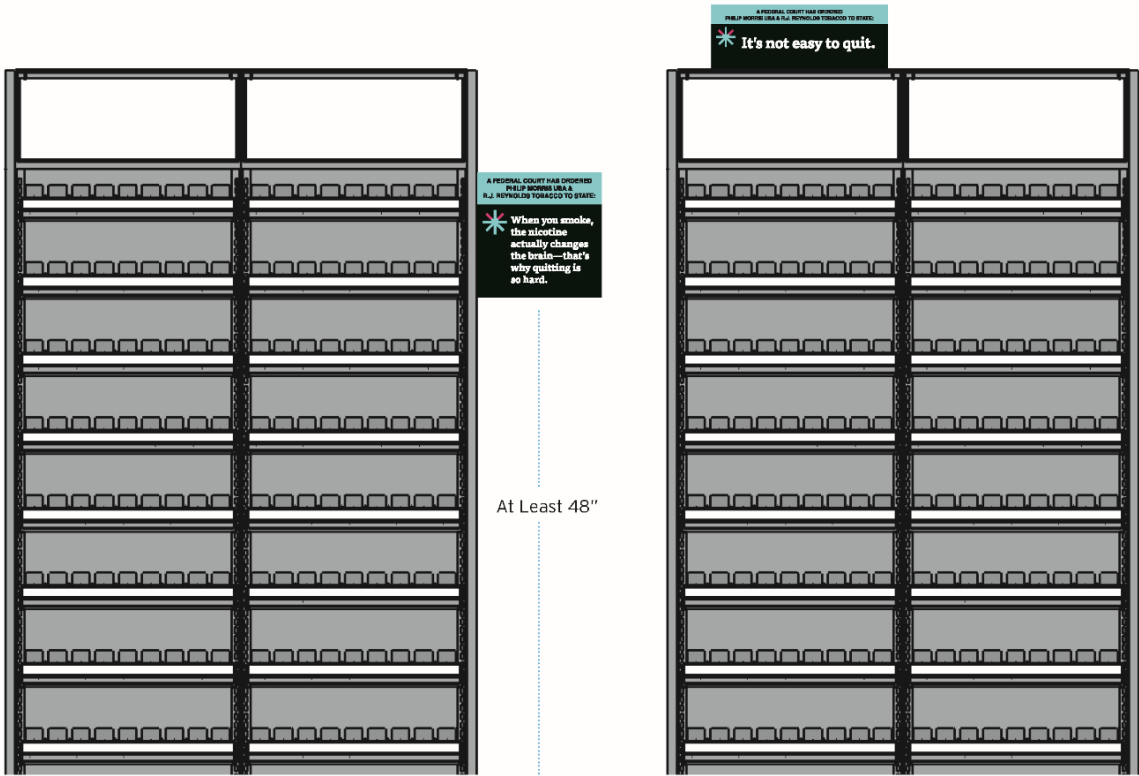 A FEDERAL COURT HAS ORDERED
PHILIP MORRIS USA & R.J. REYNOLDS TOBACCO TO STATE:
It's not easy to quit.
A FEDERAL COURT HAS ORDERED
PHILIP MORRIS USA &
R.J. REYNOLDS TOBACCO TO STATE:
When you smoke,
the nicotine
actually changes
the brain—that's
why quitting is
so hard.
At Least 48"